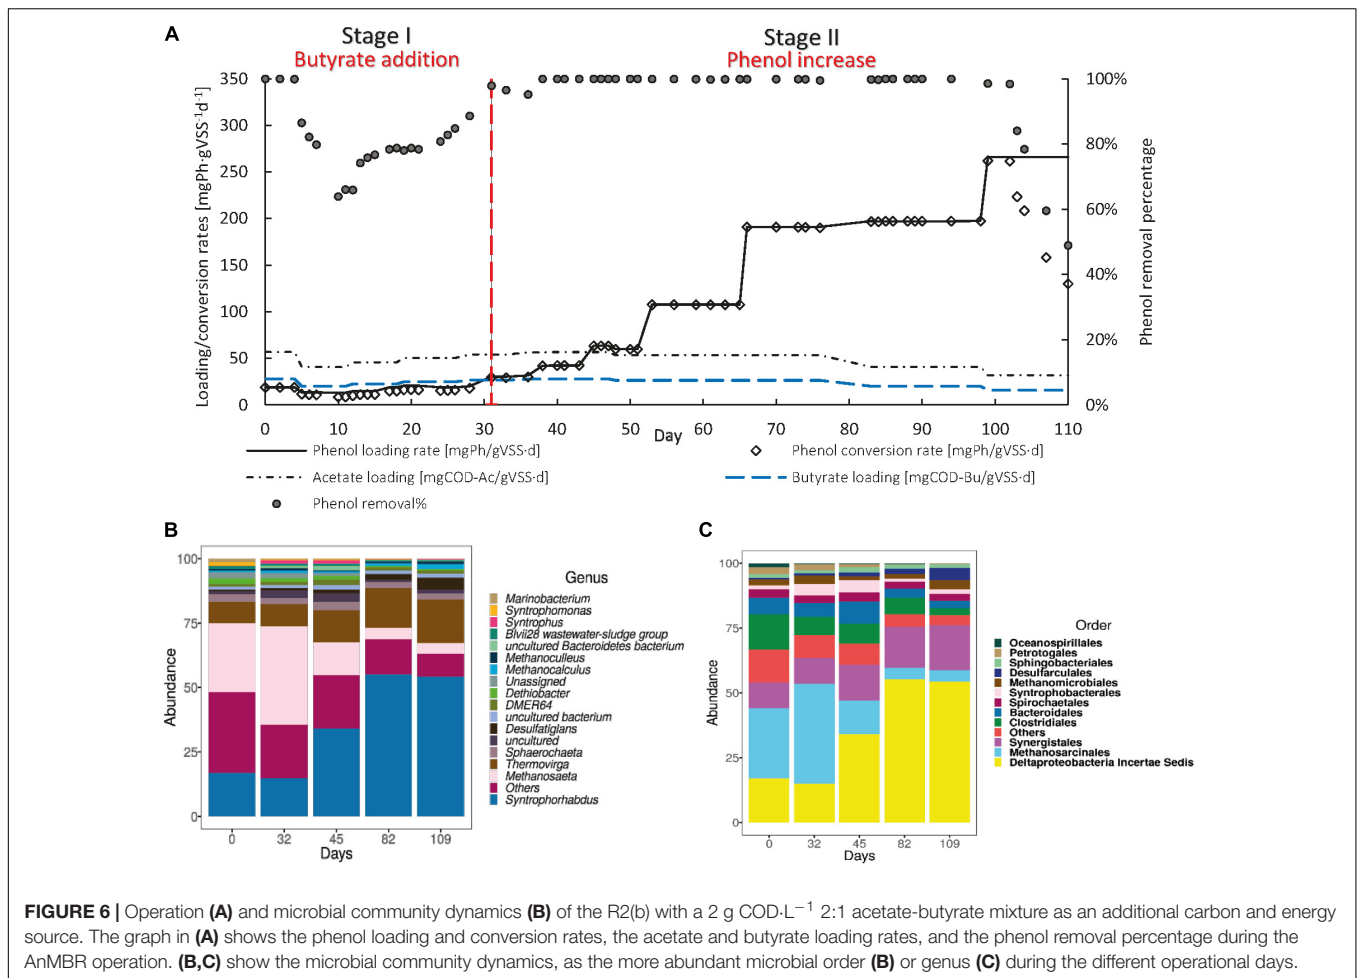 A
Stage I
Butyrate addition
Stage II
Phenol increase
Loading/conversion rates [mgPh·gVSS-1d-1]
350
300
250
200
150
100
50
0
100%
80%
60%
40%
20%
0%
Phenol removal percentage
0 10 20 30 40 50 60 70 80 90 100 110
Day
Phenol loading rate [mgPh/gVSS·d]
Phenol conversion rate [mgPh/gVSS·d]
Acetate loading [mgCOD-Ac/gVSS·d]
Butyrate loading [mgCOD-Bu/gVSS·d]
Phenol removal%
B
Abundance
100
75
50
25
0
0 32 45 82 109
Days
Genus
Marinobacterium
Syntrophomonas
Syntrophus
Blvii28 wastewater-sludge group
uncultured Bacteroidetes bacterium
Methanoculleus
Methanocalculus
Unassigned
Dethiobacter
DMER64
uncultured bacterium
Desulfatiglans
uncultured
Sphaerochaeta
Thermovirga
Methanosaeta
Others
Syntrophorhabdus
C
Abundance
100
75
50
25
0
0 32 45 82 109
Days
Order
Oceanospirillales
Petrotogales
Sphingobacteriales
Desulfarculales
Methanomicrobiales
Syntrophobacterales
Spirochaetales
Bacteroidales
Clostridiales
Others
Synergistales
Methanosarcinales
Deltaproteobacteria Incertae Sedis
FIGURE 6 | Operation (A) and microbial community dynamics (B) of the R2(b) with a 2 g COD·L−1 2:1 acetate-butyrate mixture as an additional carbon and energy
source. The graph in (A) shows the phenol loading and conversion rates, the acetate and butyrate loading rates, and the phenol removal percentage during the
AnMBR operation. (B,C) show the microbial community dynamics, as the more abundant microbial order (B) or genus (C) during the different operational days.